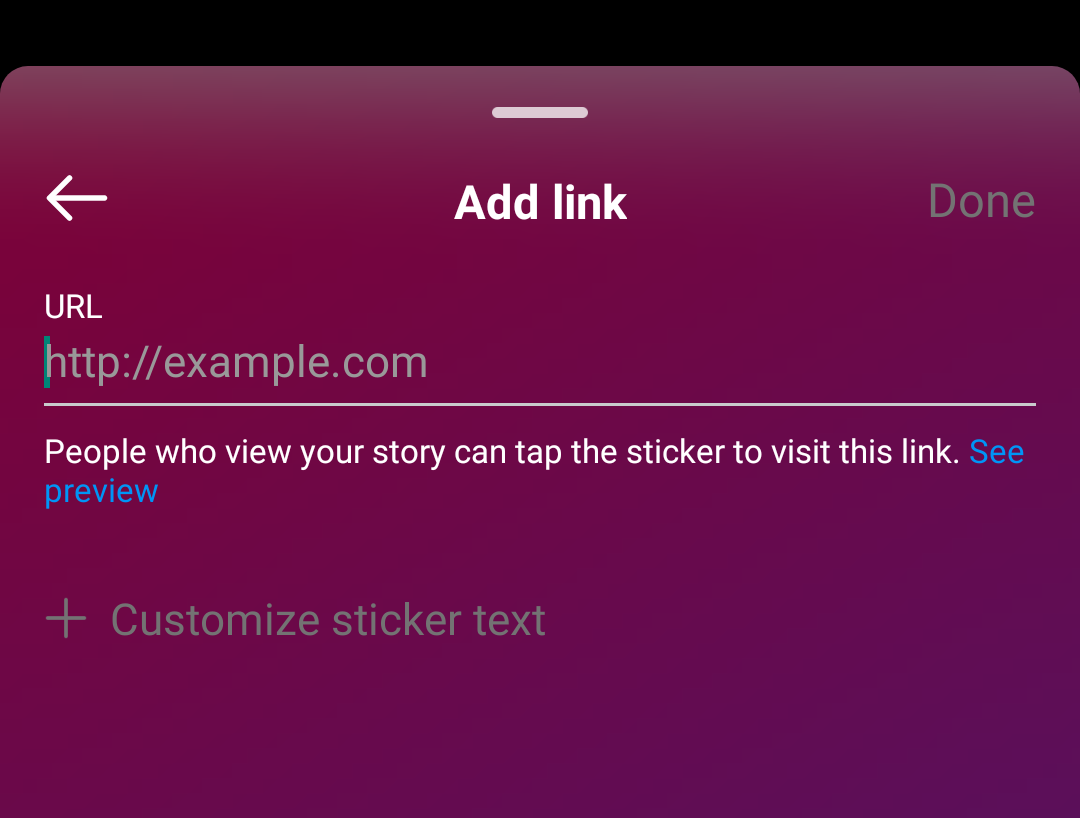 Add link
Done
URL
http://example.com
People who view your story can tap the sticker to visit this link. See
preview
Customize sticker text